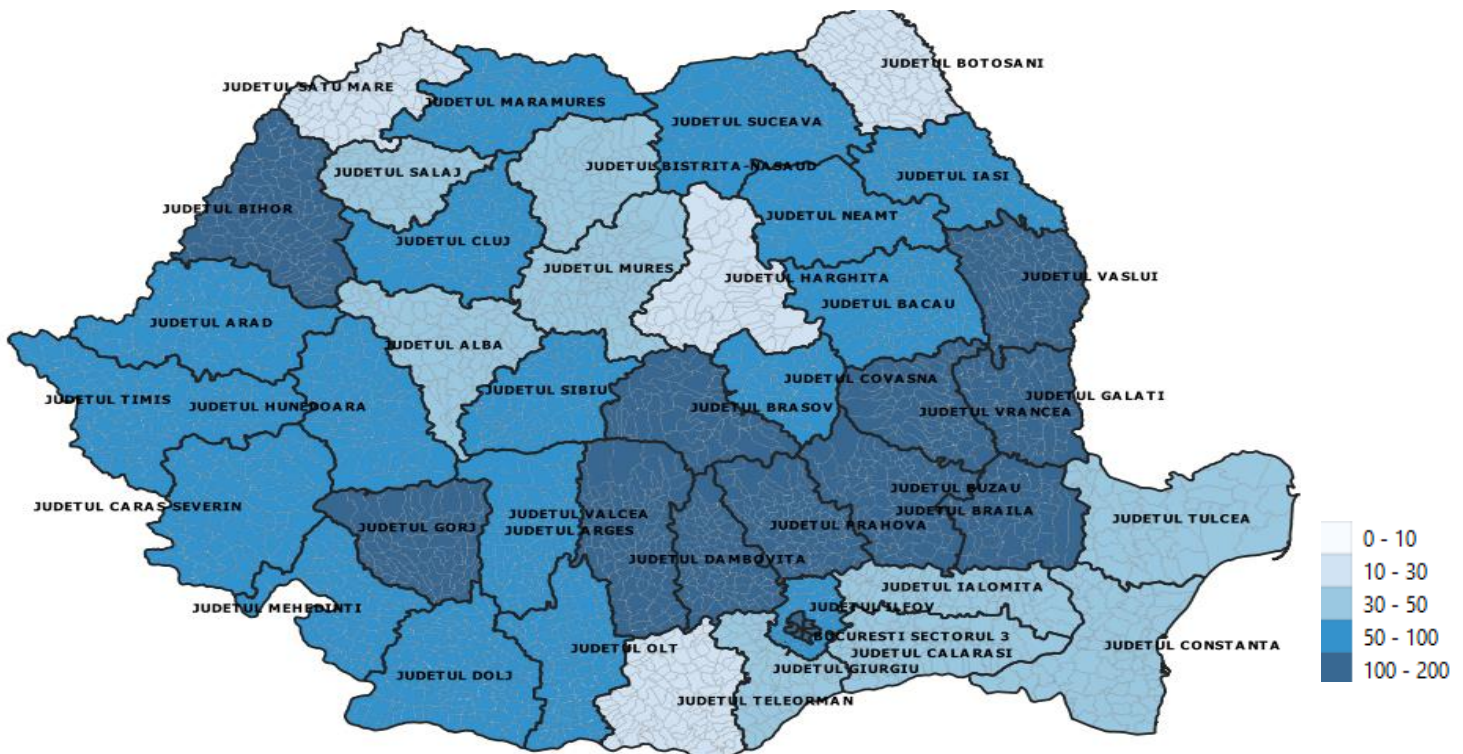 JUDETUL BOTOSANI
JUDETUL SATU MARE
JUDETUL MARAMURES
JUDETUL SUCEAVA
JUDETUL BISTRITA-NASAUD
JUDETUL SALAJ
JUDETUL IASI
JUDETUL BIHOR
JUDETUL NEAMT
JUDETUL CLUJ
JUDETUL MURES
JUDETUL HARGHITA
JUDETUL VASLUI
JUDETUL BACAU
JUDETUL ARAD
JUDETUL ALBA
JUDETUL COVASNA
JUDETUL SIBIU
JUDETUL GALATI
JUDETUL TIMIS
JUDETUL HUNEDOARA
JUDETUL BRASOV
JUDETUL VRANCEA
JUDETUL BUZAU
JUDETUL CARAS-SEVERIN
JUDETUL VALCEA
JUDETUL BRAILA
JUDETUL TULCEA
JUDETUL GORJ
JUDETUL ARGES
JUDETUL PRAHOVA
JUDETUL DAMBOVITA
JUDETUL IALOMITA
JUDETUL MEHEDINTI
JUDETUL ILFOV
BUCURESTI SECTORUL 3
JUDETUL OLT
JUDETUL CALARASI
JUDETUL CONSTANTA
JUDETUL GIURGIU
JUDETUL DOLJ
JUDETUL TELEORMAN
0 - 10
10 - 30
30 - 50
50 - 100
100 - 200